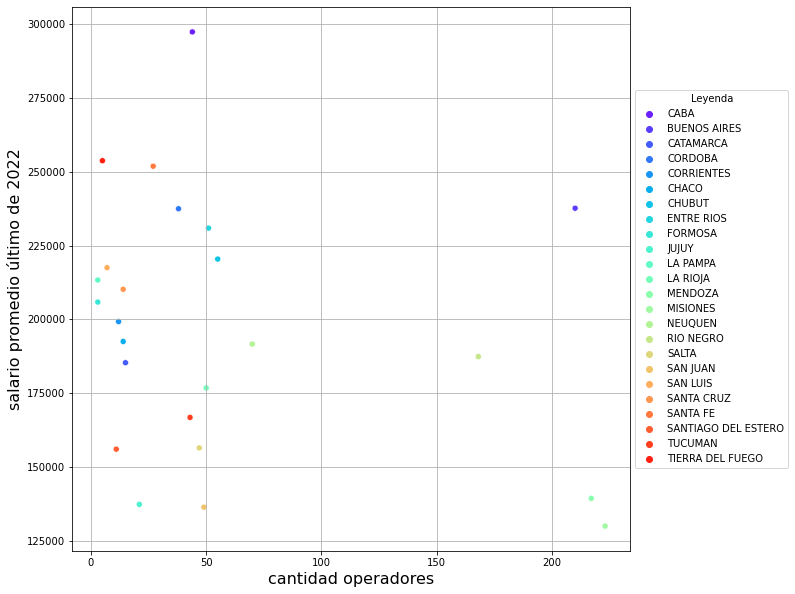 300000
275000
250000
225000
200000
175000
150000
125000
salario promedio último de 2022
0
50
100
150
200
cantidad operadores
Leyenda
CABA
BUENOS AIRES
CATAMARCA
CORDOBA
CORRIENTES
CHACO
CHUBUT
ENTRE RIOS
FORMOSA
JUJUY
LA PAMPA
LA RIOJA
MENDOZA
MISIONES
NEUQUEN
RIO NEGRO
SALTA
SAN JUAN
SAN LUIS
SANTA CRUZ
SANTA FE
SANTIAGO DEL ESTERO
TUCUMAN
TIERRA DEL FUEGO